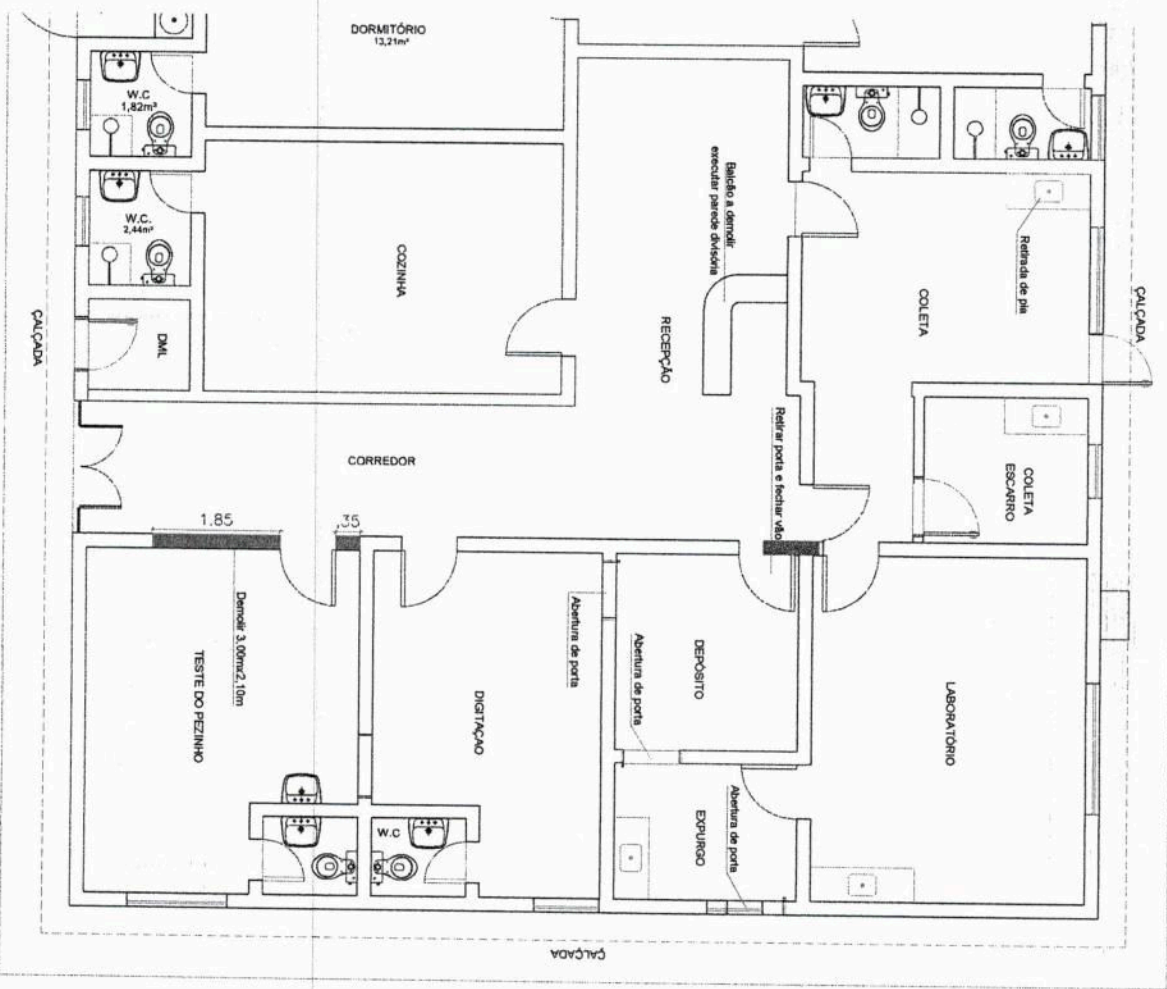 DORMITÓRIO
13,21m²
W.C
1,82m²
W.C.
2,44m²
DML
COZINHA
Balcão a demolir
executar parede divisória
RECEPÇÃO
Retirada de pia
COLETA
COLETA
ESCARRO
CALÇADA
CALÇADA
CORREDOR
Retirar porta e fechar vão
1.85
,35
Demolir 3,00mx2,10m
TESTE DO PEZINHO
Abertura de porta
DIGITAÇAO
Abertura de porta
DEPÓSITO
LABORATÓRIO
EXPURGO
Abertura de porta
W.C
CALÇADA